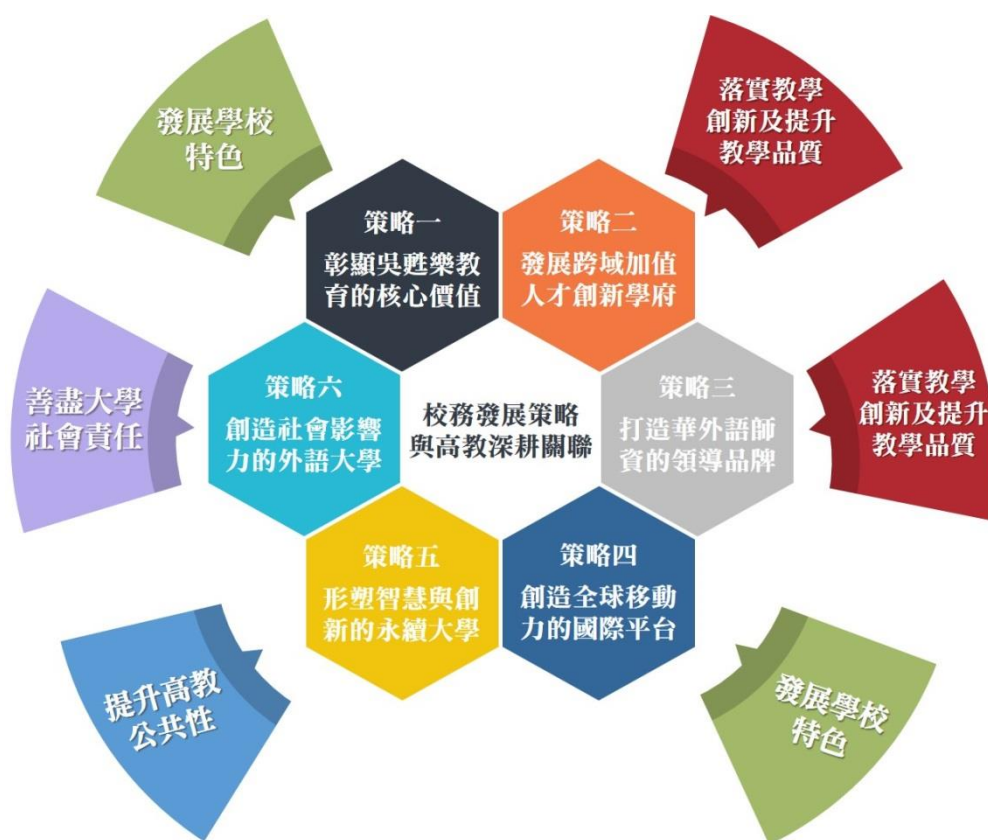 發展學校
特色
落實教學
創新及提升
教學品質
策略一
彰顯吳甦樂教
育的核心價值
策略二
發展跨域加值
人才創新學府
善盡大學
社會責任
策略六
創造社會影響
力的外語大學
校務發展策略
與高教深耕關聯
策略三
打造華外語師
資的領導品牌
落實教學
創新及提升
教學品質
策略五
形塑智慧與創
新的永續大學
策略四
創造全球移動
力的國際平台
提升高教
公共性
發展學校
特色